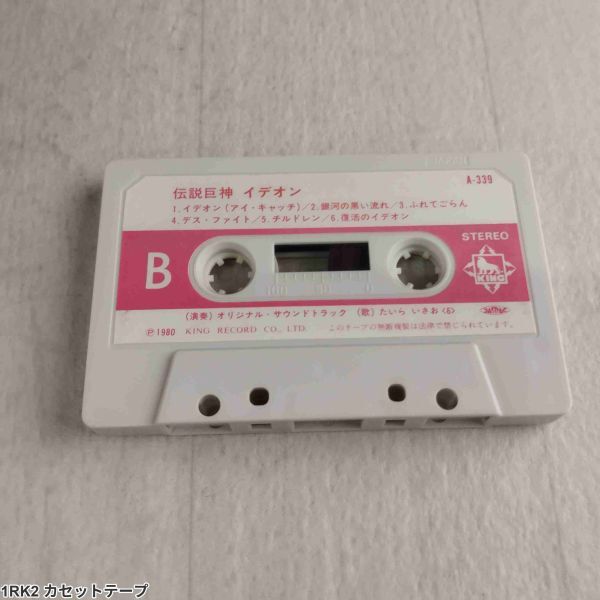 JAPAN
A-339
伝説巨神 イデオン
1.イデオン(アイ・キャッチ)/2.銀河の黒い流れ/3.ふれてごらん
4.デス・ファイト/5.チルドレン/6.復活のイデオン
STEREO
B
KING
100 50 0
(演奏)オリジナル・サウンドトラック (歌)たいら いさお〈6〉
Ⓟ1980 KING RECORD CO., LTD. このテープの無断複製は法律で禁じられています。
1RK2 カセットテープ